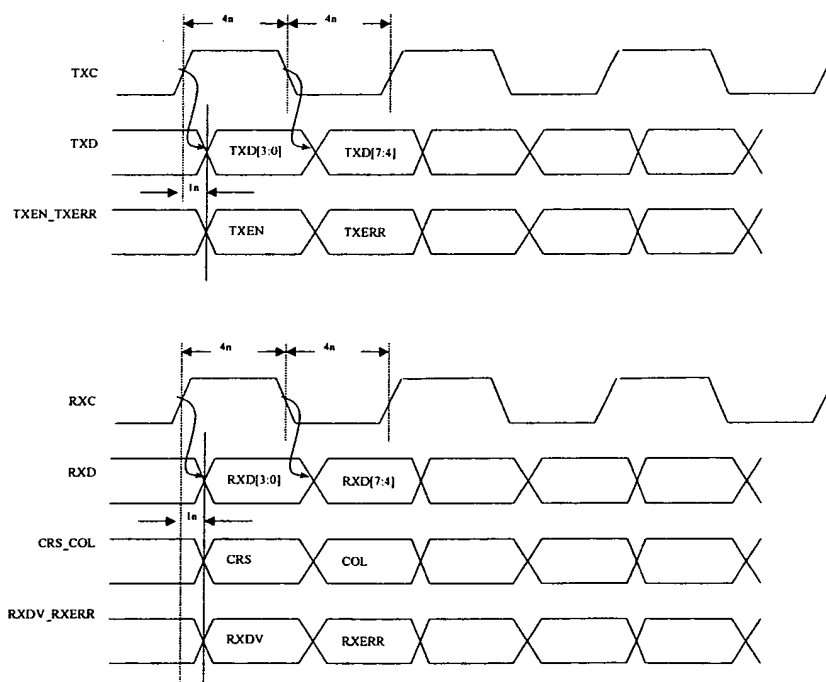 4n 4n
TXC
TXD TXD[3:0] TXD[7:4]
1n
TXEN_TXERR TXEN TXERR
4n 4n
RXC
RXD RXD[3:0] RXD[7:4]
1n
CRS_COL CRS COL
RXDV_RXERR RXDV RXERR